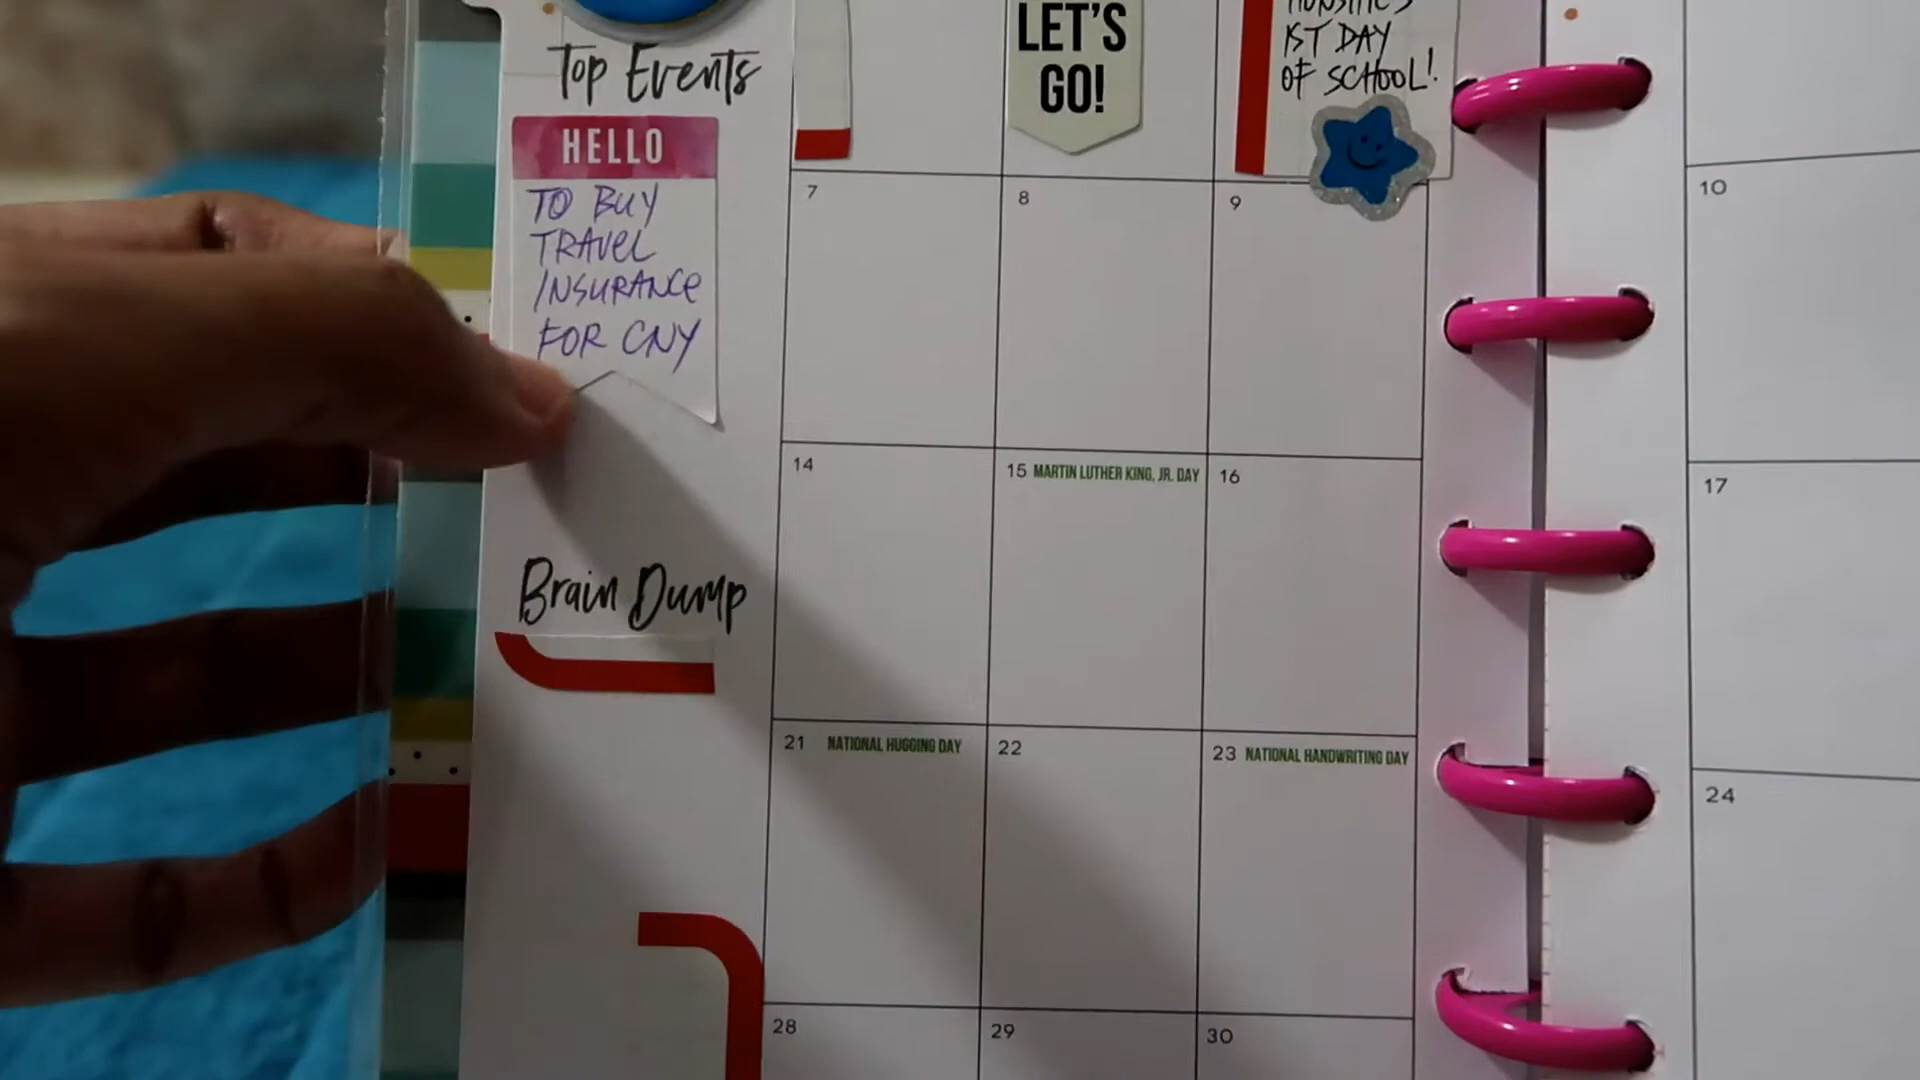 Top Events
HELLO
TO BUY
TRAVEL
INSURANCE
FOR CNY
Brain Dump
LET'S
GO!
1ST DAY
OF SCHOOL!
7
8
9
10
14
15 MARTIN LUTHER KING, JR. DAY
16
17
21 NATIONAL HUGGING DAY
22
23 NATIONAL HANDWRITING DAY
24
28
29
30